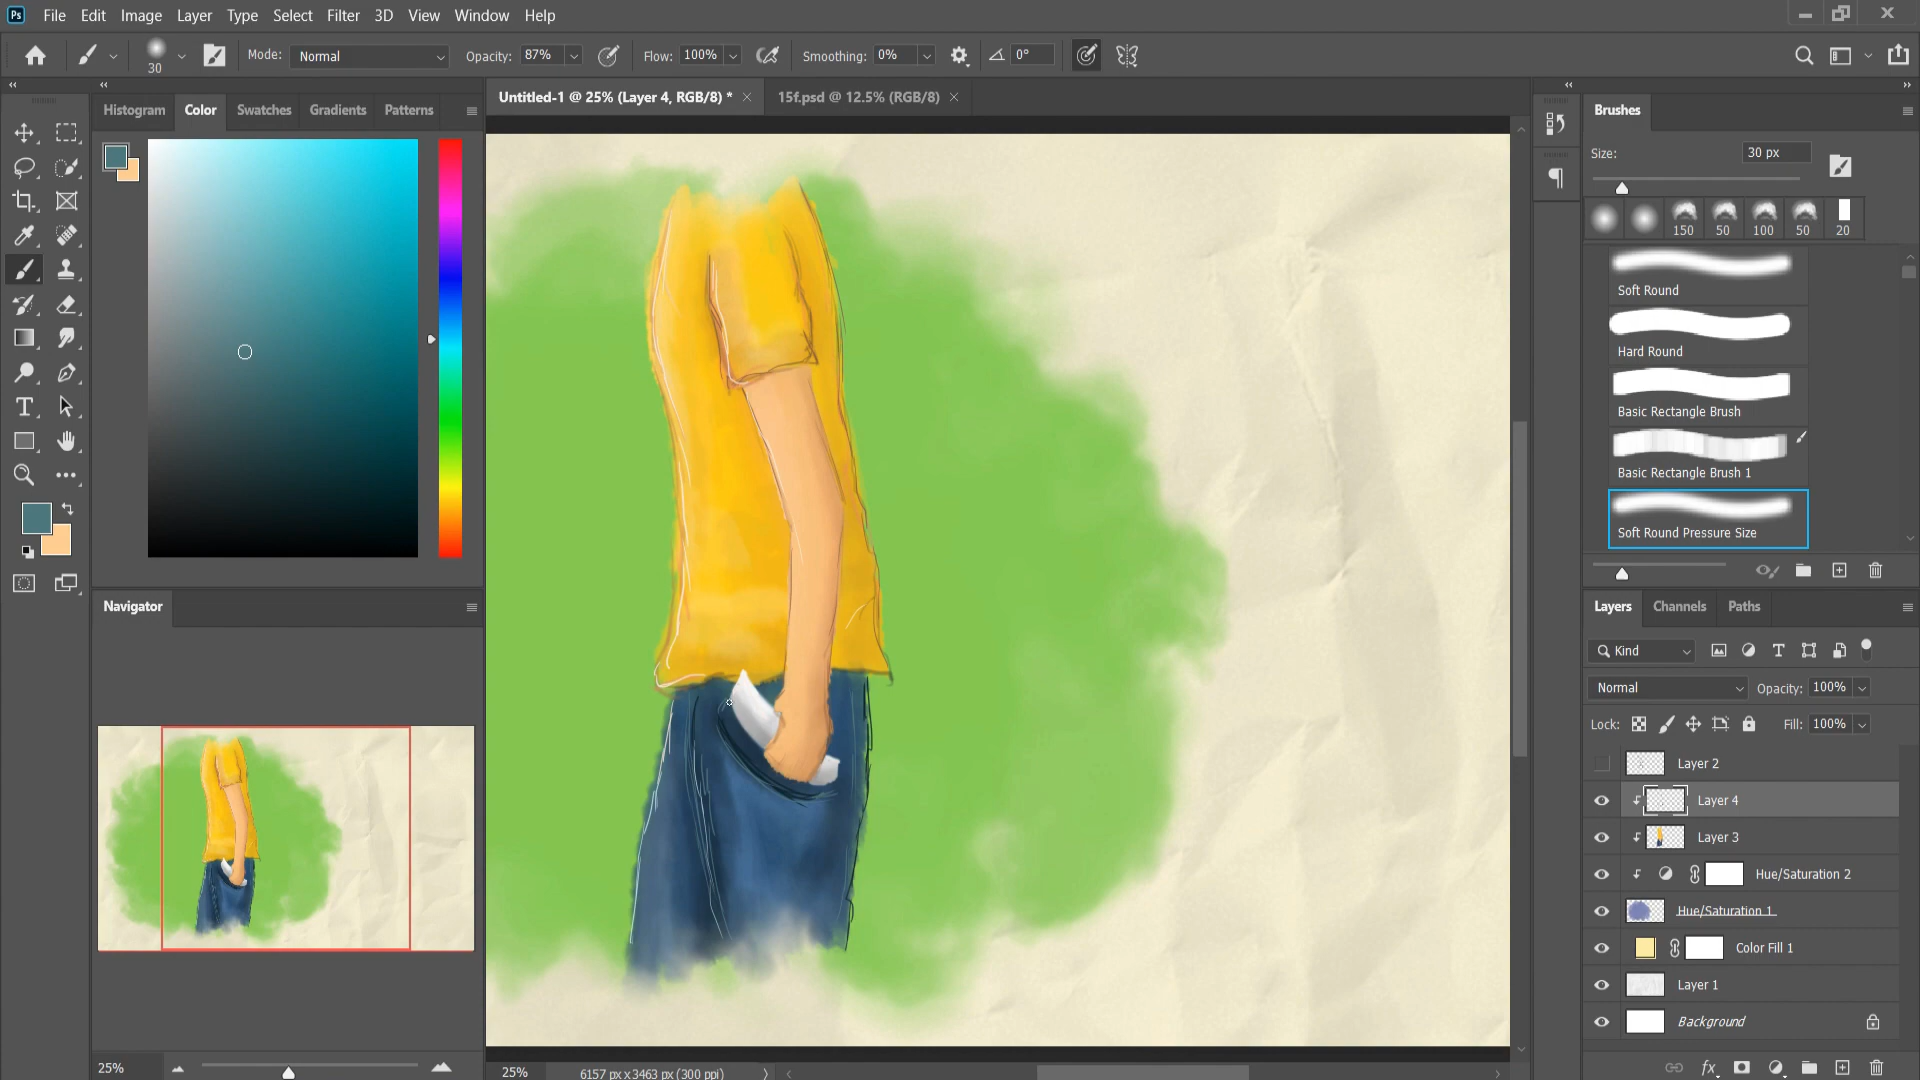 Ps File Edit Image Layer Type Select Filter 3D View Window Help
30 Mode: Normal Opacity: 87% Flow: 100% Smoothing: 0% 0°
Histogram Color Swatches Gradients Patterns
Untitled-1 @ 25% (Layer 4, RGB/8) * 15f.psd @ 12.5% (RGB/8)
Brushes
Size: 30 px
150 50 100 50 20
Soft Round
Hard Round
Basic Rectangle Brush
Basic Rectangle Brush 1
Soft Round Pressure Size
Navigator
25%
25% 6157 px x 3463 px (300 ppi)
Layers Channels Paths
Kind
Normal Opacity: 100%
Lock: Fill: 100%
Layer 2
Layer 4
Layer 3
Hue/Saturation 2
Hue/Saturation 1
Color Fill 1
Layer 1
Background
fx